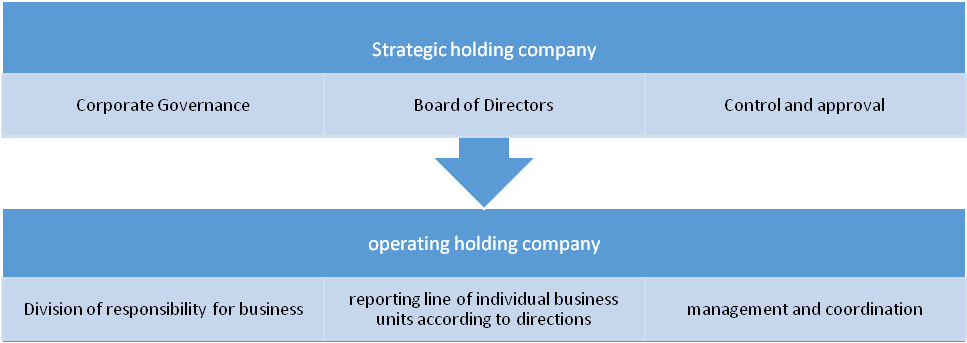 Strategic holding company
Corporate Governance
Board of Directors
Control and approval
operating holding company
Division of responsibility for business
reporting line of individual business
units according to directions
management and coordination